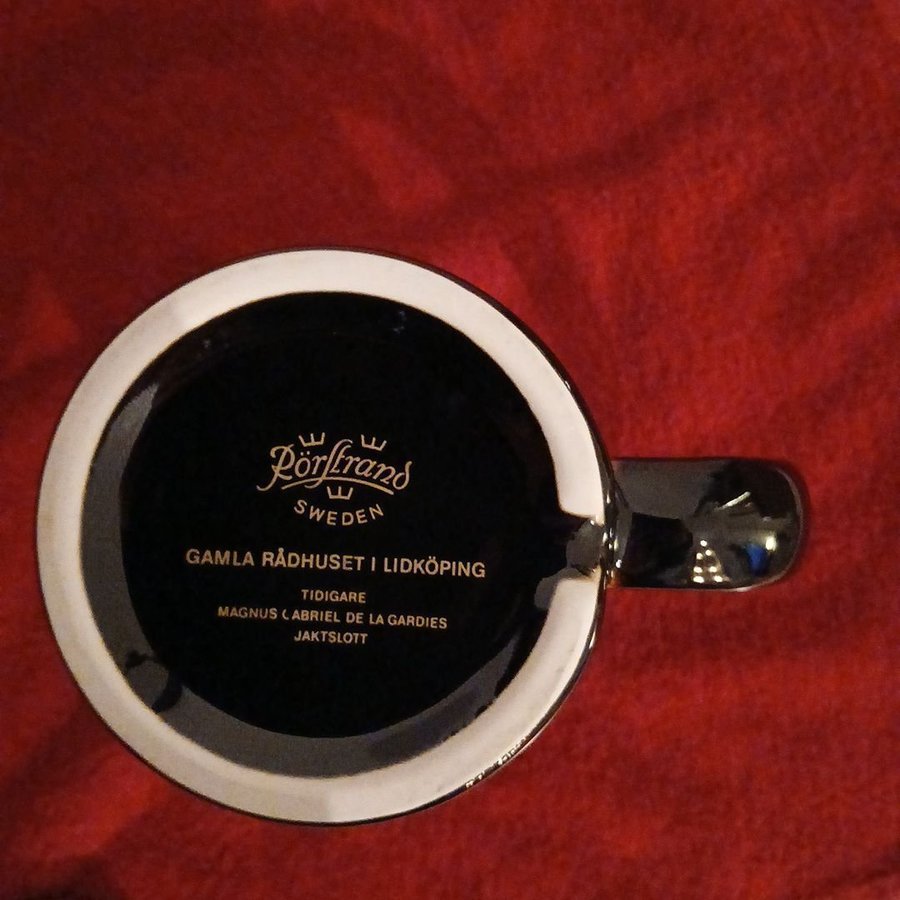 Rörstrand
SWEDEN
GAMLA RÅDHUSET I LIDKÖPING
TIDIGARE
MAGNUS GABRIEL DE LA GARDIES
JAKTSLOTT